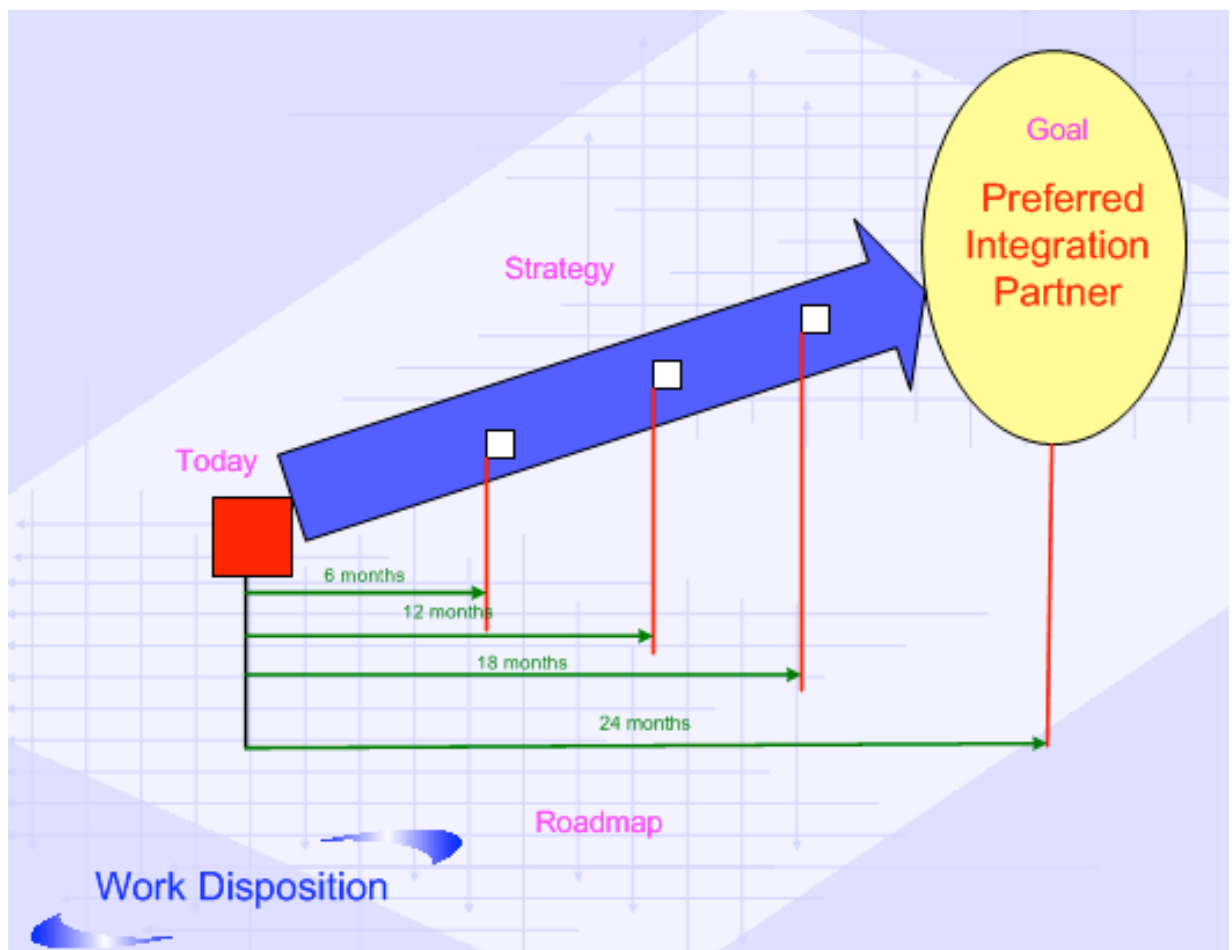 Goal
Preferred
Integration
Partner
Strategy
Today
6 months
12 months
18 months
24 months
Roadmap
Work Disposition